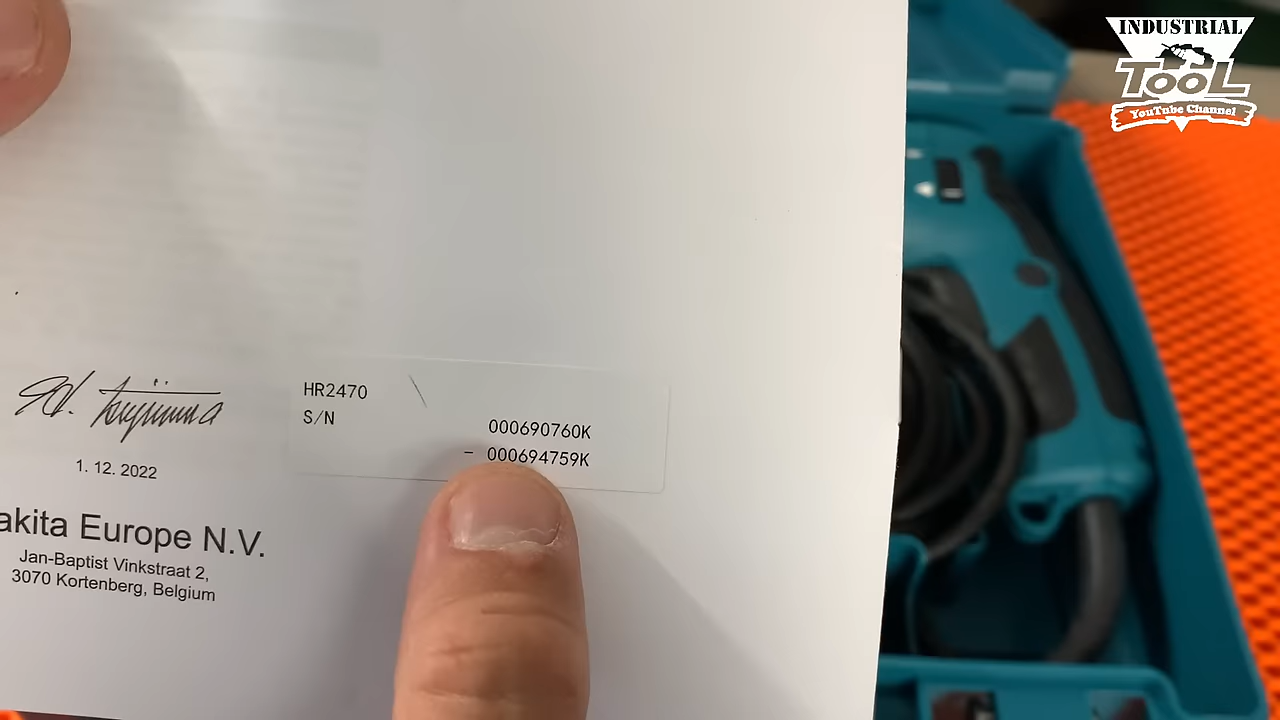 INDUSTRIAL
TOOL
YouTube Channel
HR2470
S/N
000690760K
- 000694759K
1. 12. 2022
akita Europe N.V.
Jan-Baptist Vinkstraat 2,
3070 Kortenberg, Belgium